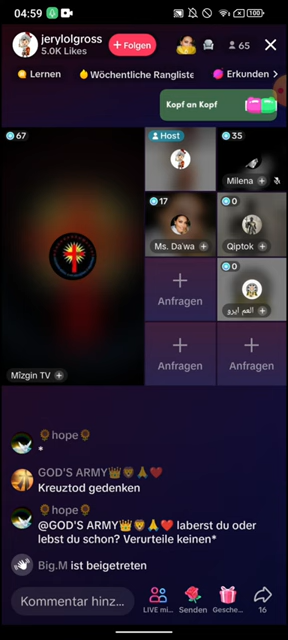 04:59
100
jerylolgross
5.0K Likes
+ Folgen
65
Lernen
Wöchentliche Rangliste
Erkunden
Kopf an Kopf
67
Host
35
Milena
17
0
Ms. Da'wa
Qiptok
0
Anfragen
العم ايرو
Anfragen
Anfragen
Mîzgin TV
🌻hope🌻
*
GOD'S ARMY👑🦁🙏❤️
Kreuztod gedenken
🌻hope🌻
@GOD'S ARMY👑🦁🙏❤️ laberst du oder
lebst du schon? Verurteile keinen*
Big.M ist beigetreten
Kommentar hinz...
LIVE mi...
Senden
Gesche...
16